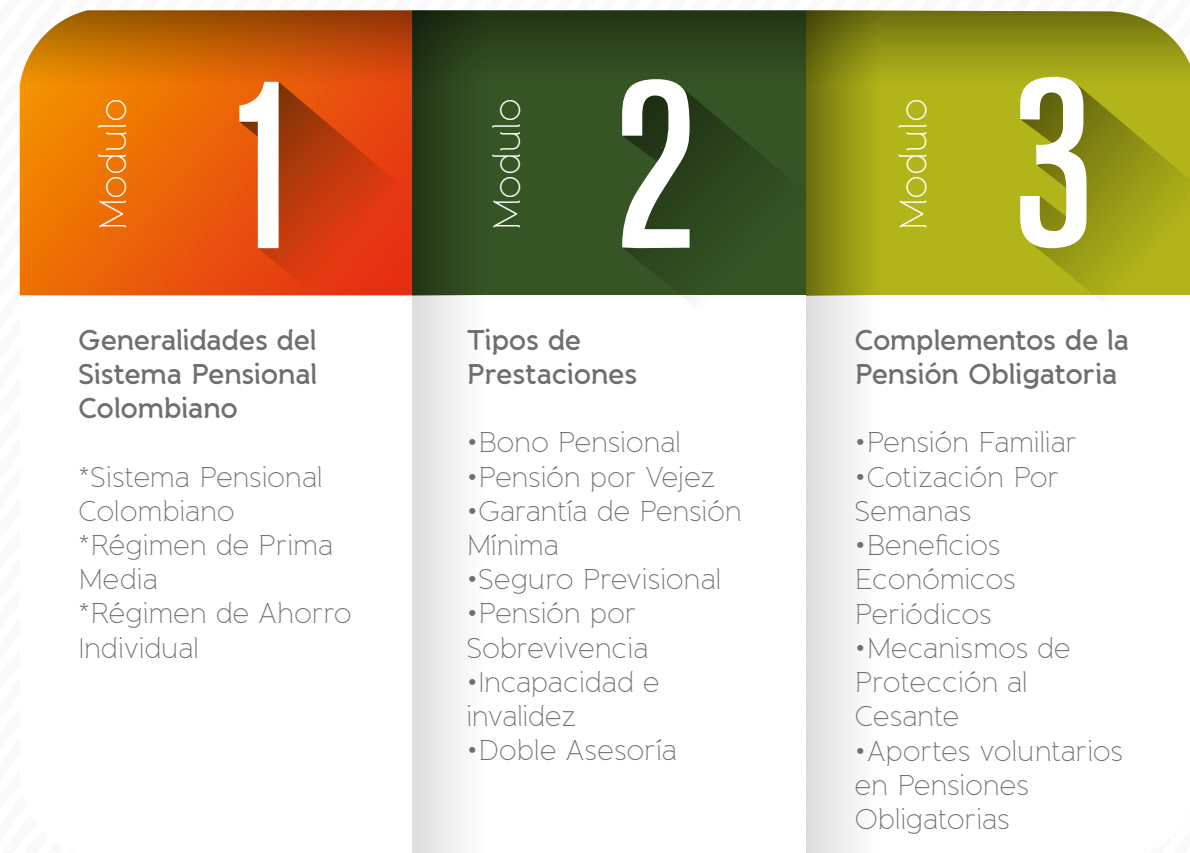 Modulo
1
Generalidades del
Sistema Pensional
Colombiano
*Sistema Pensional
Colombiano
*Régimen de Prima
Media
*Régimen de Ahorro
Individual
Modulo
2
Tipos de
Prestaciones
•Bono Pensional
•Pensión por Vejez
•Garantía de Pensión
Mínima
•Seguro Previsional
•Pensión por
Sobrevivencia
•Incapacidad e
invalidez
•Doble Asesoría
Modulo
3
Complementos de la
Pensión Obligatoria
•Pensión Familiar
•Cotización Por
Semanas
•Beneficios
Económicos
Periódicos
•Mecanismos de
Protección al
Cesante
•Aportes voluntarios
en Pensiones
Obligatorias